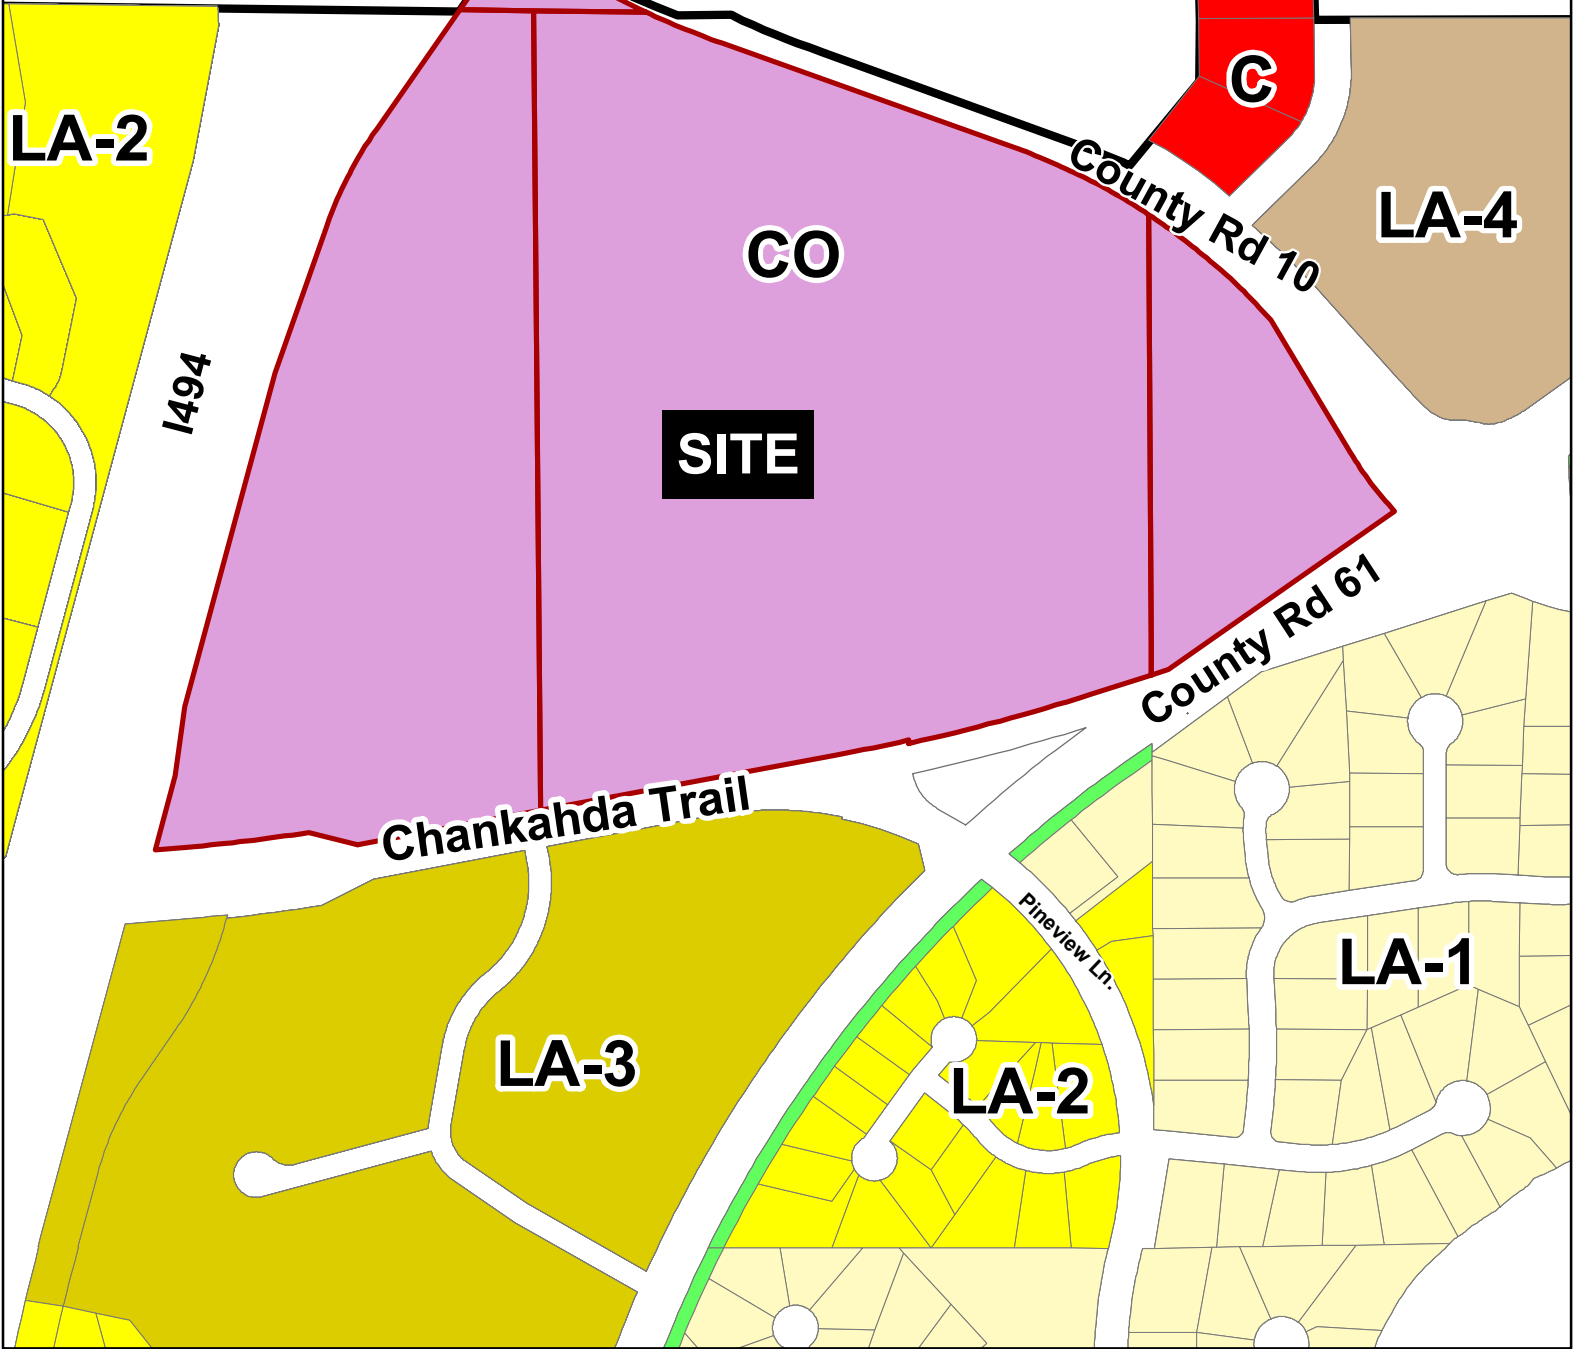 C
LA-2
County Rd 10
LA-4
CO
I494
SITE
County Rd 61
Chankahda Trail
Pineview Ln.
LA-1
LA-3
LA-2